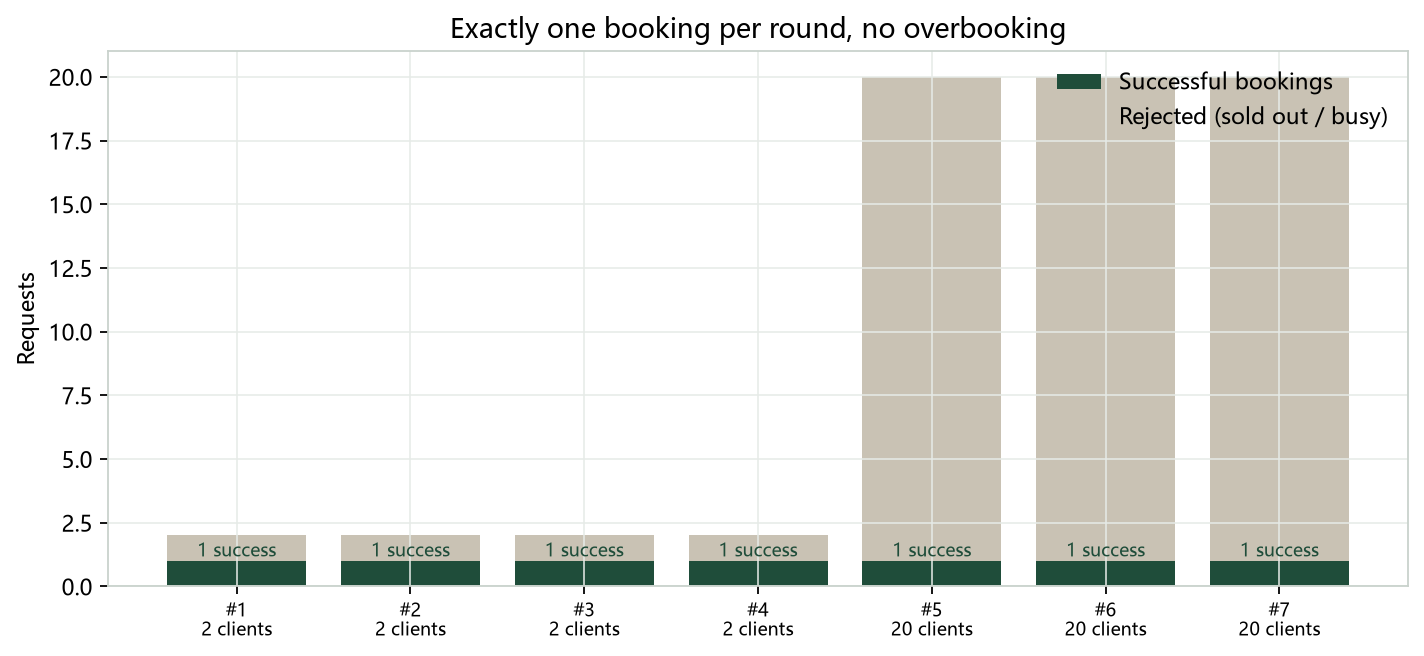 Exactly one booking per round, no overbooking
Successful bookings
Rejected (sold out / busy)
Requests
20.0
17.5
15.0
12.5
10.0
7.5
5.0
2.5
0.0
1 success
1 success
1 success
1 success
1 success
1 success
1 success
#1
2 clients
#2
2 clients
#3
2 clients
#4
2 clients
#5
20 clients
#6
20 clients
#7
20 clients